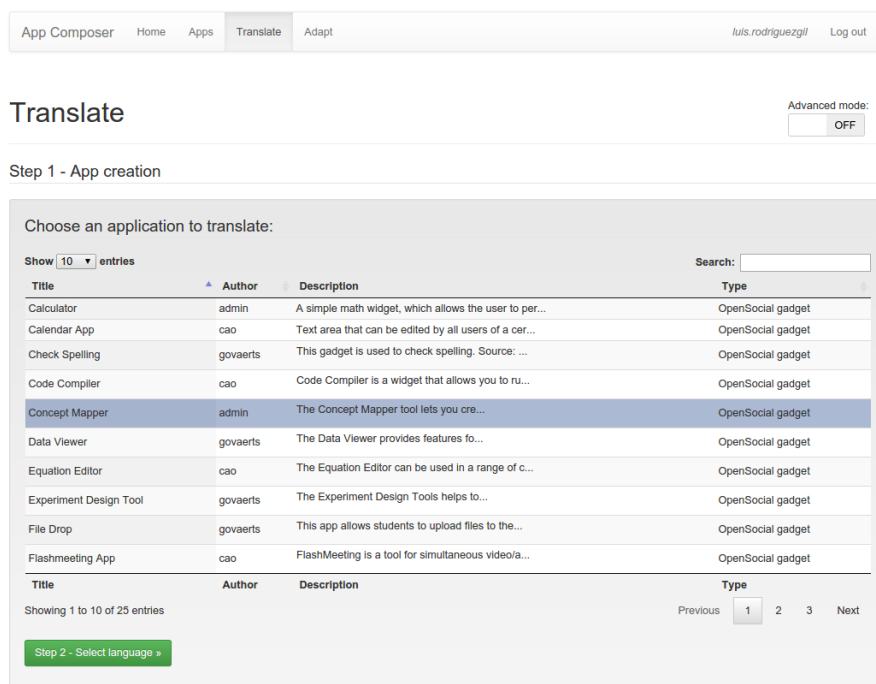 App Composer Home Apps Translate Adapt luis.rodriguezgil Log out
Translate
Advanced mode:
OFF
Step 1 - App creation
Choose an application to translate:
Show 10 entries
Search:
Title Author Description Type
Calculator admin A simple math widget, which allows the user to per... OpenSocial gadget
Calendar App cao Text area that can be edited by all users of a cer... OpenSocial gadget
Check Spelling govaerts This gadget is used to check spelling. Source: ... OpenSocial gadget
Code Compiler cao Code Compiler is a widget that allows you to ru... OpenSocial gadget
Concept Mapper admin The Concept Mapper tool lets you cre... OpenSocial gadget
Data Viewer govaerts The Data Viewer provides features fo... OpenSocial gadget
Equation Editor cao The Equation Editor can be used in a range of c... OpenSocial gadget
Experiment Design Tool govaerts The Experiment Design Tools helps to... OpenSocial gadget
File Drop govaerts This app allows students to upload files to the... OpenSocial gadget
Flashmeeting App cao FlashMeeting is a tool for simultaneous video/a... OpenSocial gadget
Title Author Description Type
Showing 1 to 10 of 25 entries Previous 1 2 3 Next
Step 2 - Select language »